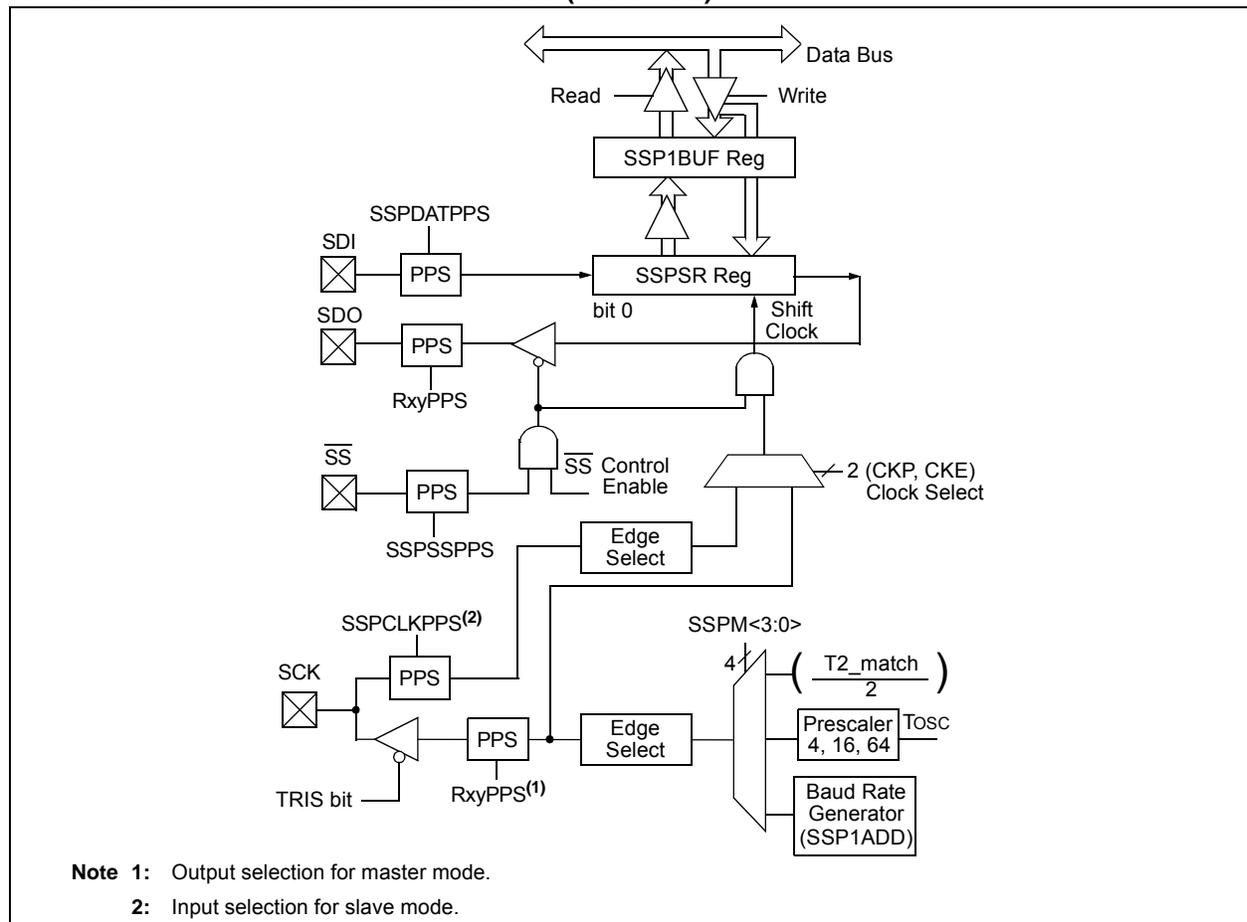 Data Bus
Read
Write
SSP1BUF Reg
SSPDATPPS
SDI
PPS
SSPSR Reg
bit 0
Shift
Clock
SDO
PPS
RxyPPS
SS
PPS
SS Control
Enable
2 (CKP, CKE)
Clock Select
SSPSSPPS
Edge
Select
SSPCLKPPS(2)
SSPM<3:0>
4
SCK
PPS
( T2_match
2 )
PPS
Edge
Select
Prescaler
4, 16, 64
TOSC
TRIS bit
RxyPPS(1)
Baud Rate
Generator
(SSP1ADD)
Note 1: Output selection for master mode.
2: Input selection for slave mode.